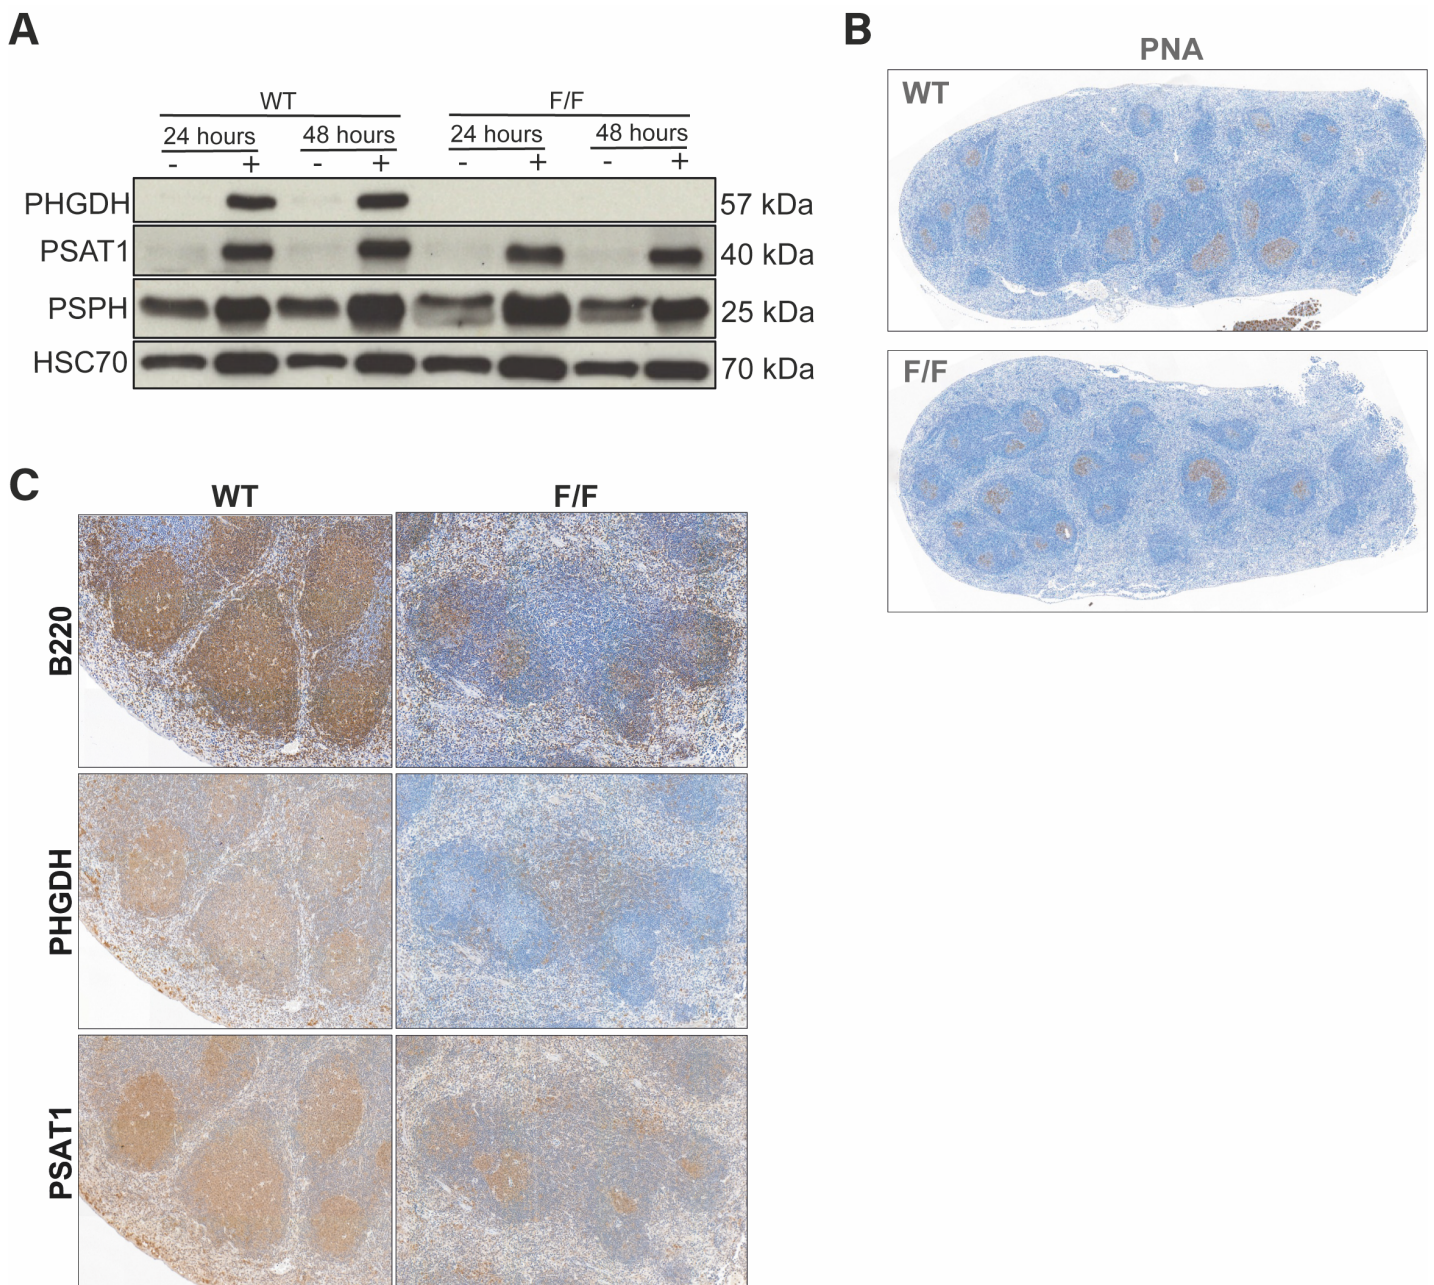 A
WT F/F
24 hours 48 hours 24 hours 48 hours
- + - + - + - +
PHGDH 57 kDa
PSAT1 40 kDa
PSPH 25 kDa
HSC70 70 kDa
B
PNA
WT
F/F
C
WT F/F
B220
PHGDH
PSAT1